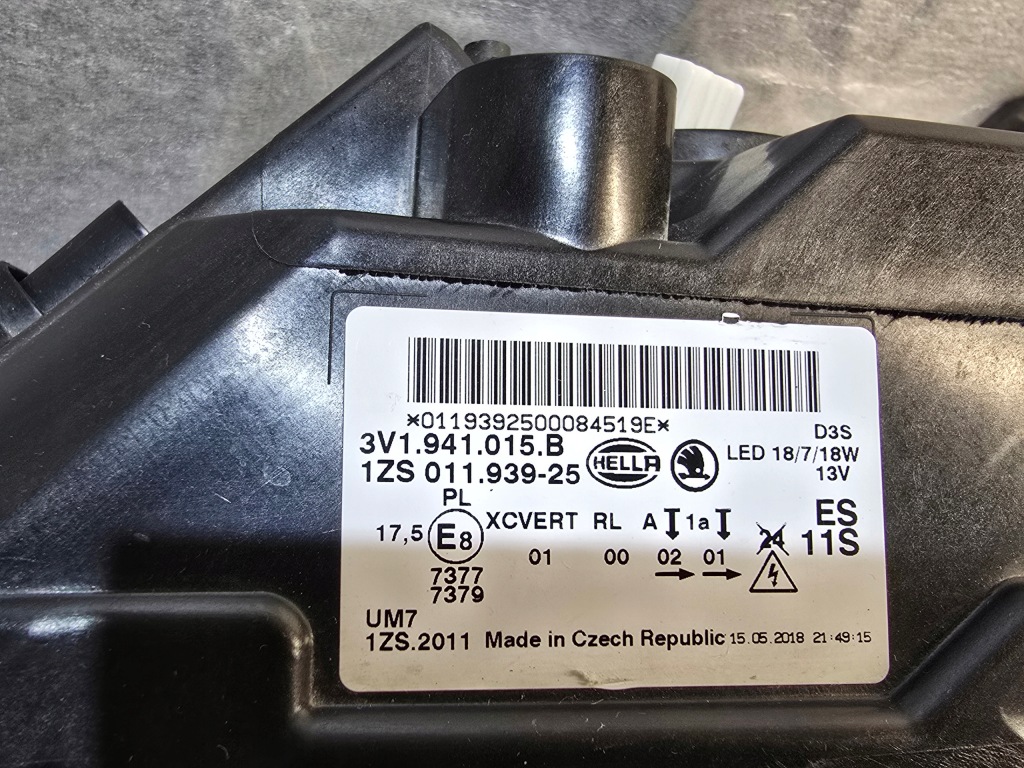 *0119392500084519E*
3V1.941.015.B
1ZS 011.939-25
HELLA
D3S
LED 18/7/18W
13V
PL
17,5 E8 XCVERT RL A 1a 24 ES
01 00 02 01 11S
7377
7379
UM7
1ZS.2011 Made in Czech Republic 15.05.2018 21:49:15